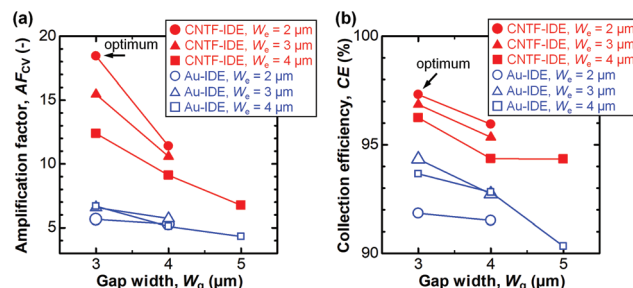 (a)
CNTF-IDE, We = 2 μm
CNTF-IDE, We = 3 μm
CNTF-IDE, We = 4 μm
Au-IDE, We = 2 μm
Au-IDE, We = 3 μm
Au-IDE, We = 4 μm
optimum
Amplification factor, AFCV (-)
20
15
10
5
3 4 5
Gap width, Wg (μm)
(b)
CNTF-IDE, We = 2 μm
CNTF-IDE, We = 3 μm
CNTF-IDE, We = 4 μm
Au-IDE, We = 2 μm
Au-IDE, We = 3 μm
Au-IDE, We = 4 μm
optimum
Collection efficiency, CE (%)
100
95
90
3 4 5
Gap width, Wg (μm)